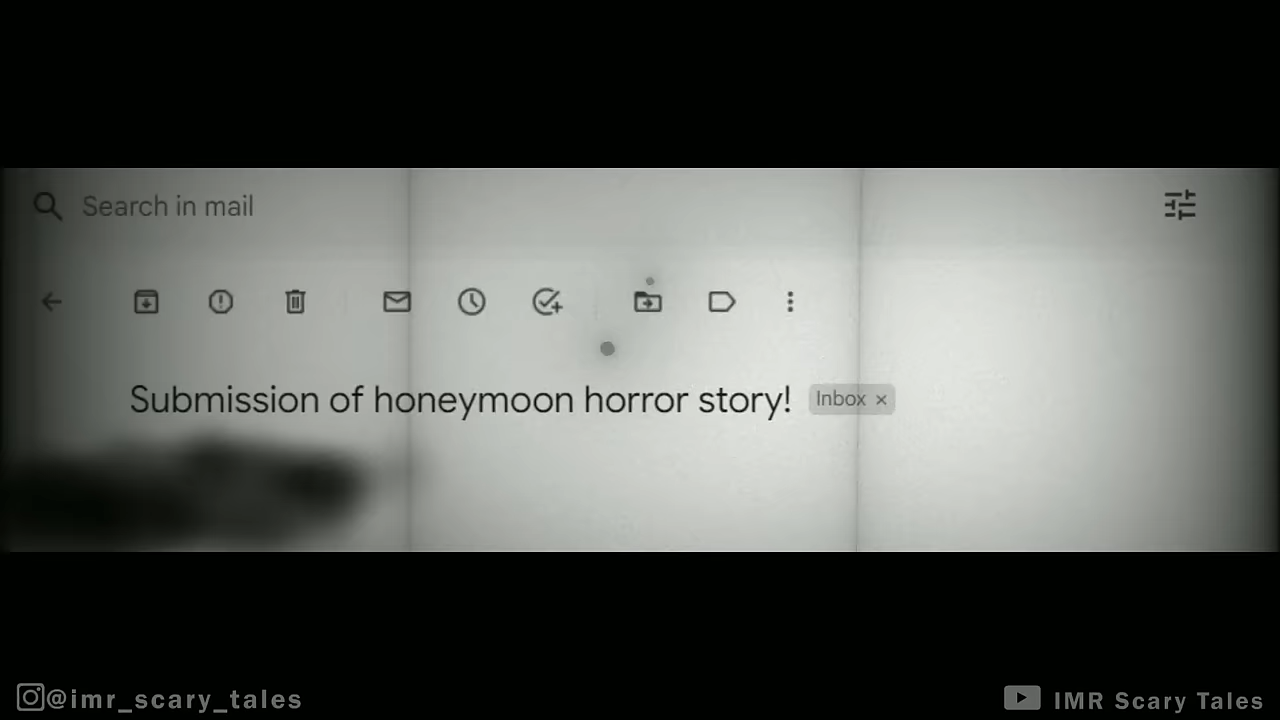 Search in mail
Submission of honeymoon horror story!
Inbox ×
@imr_scary_tales
IMR Scary Tales